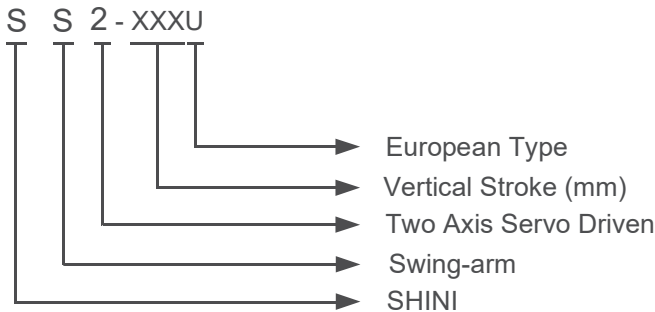 S S 2 - XXXU
European Type
Vertical Stroke (mm)
Two Axis Servo Driven
Swing-arm
SHINI